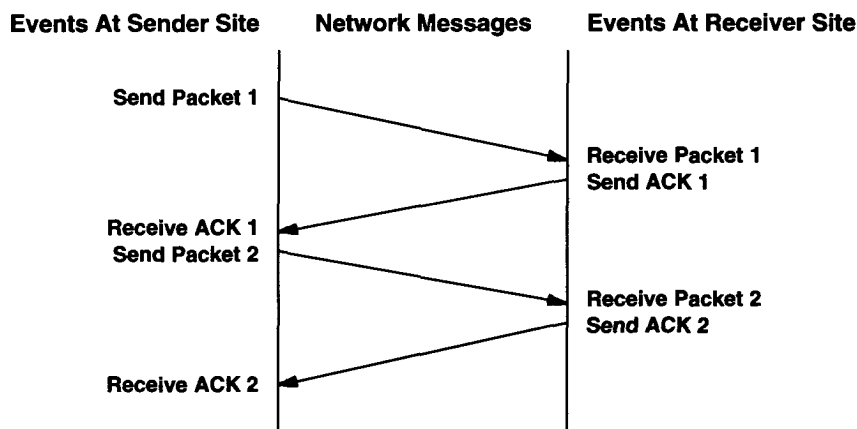 Events At Sender Site
Network Messages
Events At Receiver Site
Send Packet 1
Receive Packet 1
Send ACK 1
Receive ACK 1
Send Packet 2
Receive Packet 2
Send ACK 2
Receive ACK 2